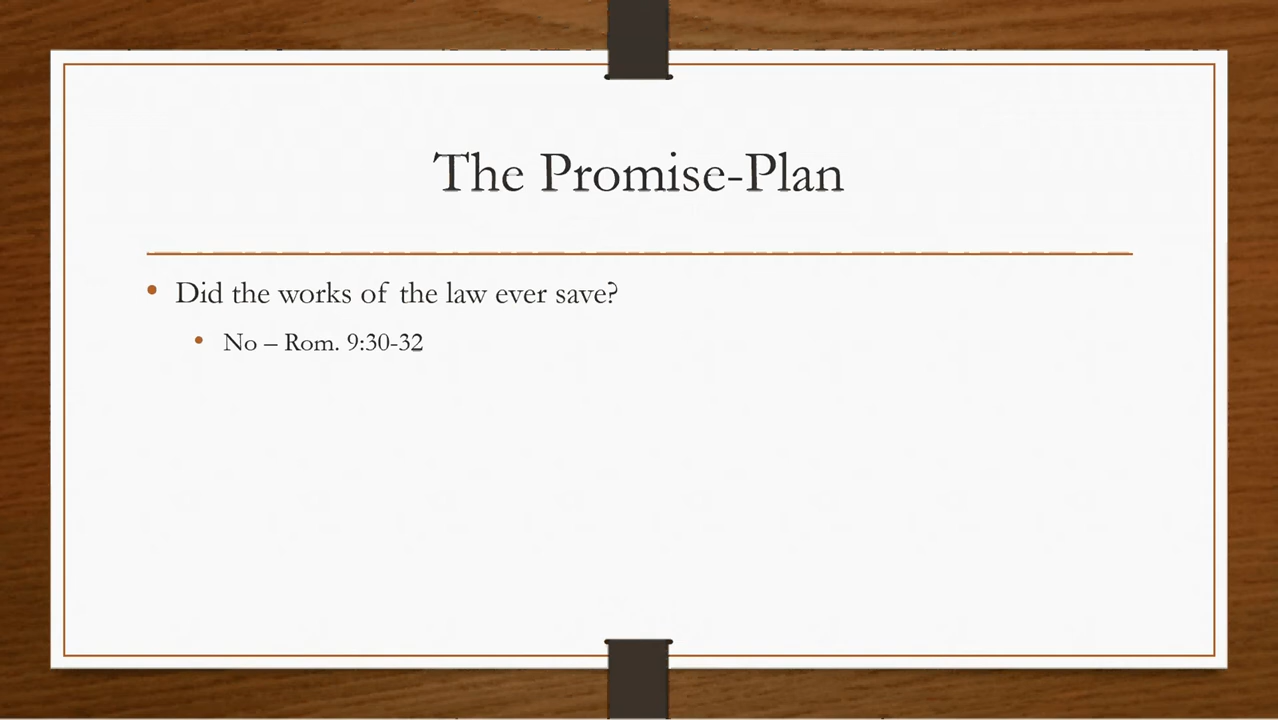 The Promise-Plan
• Did the works of the law ever save?
• No – Rom. 9:30-32